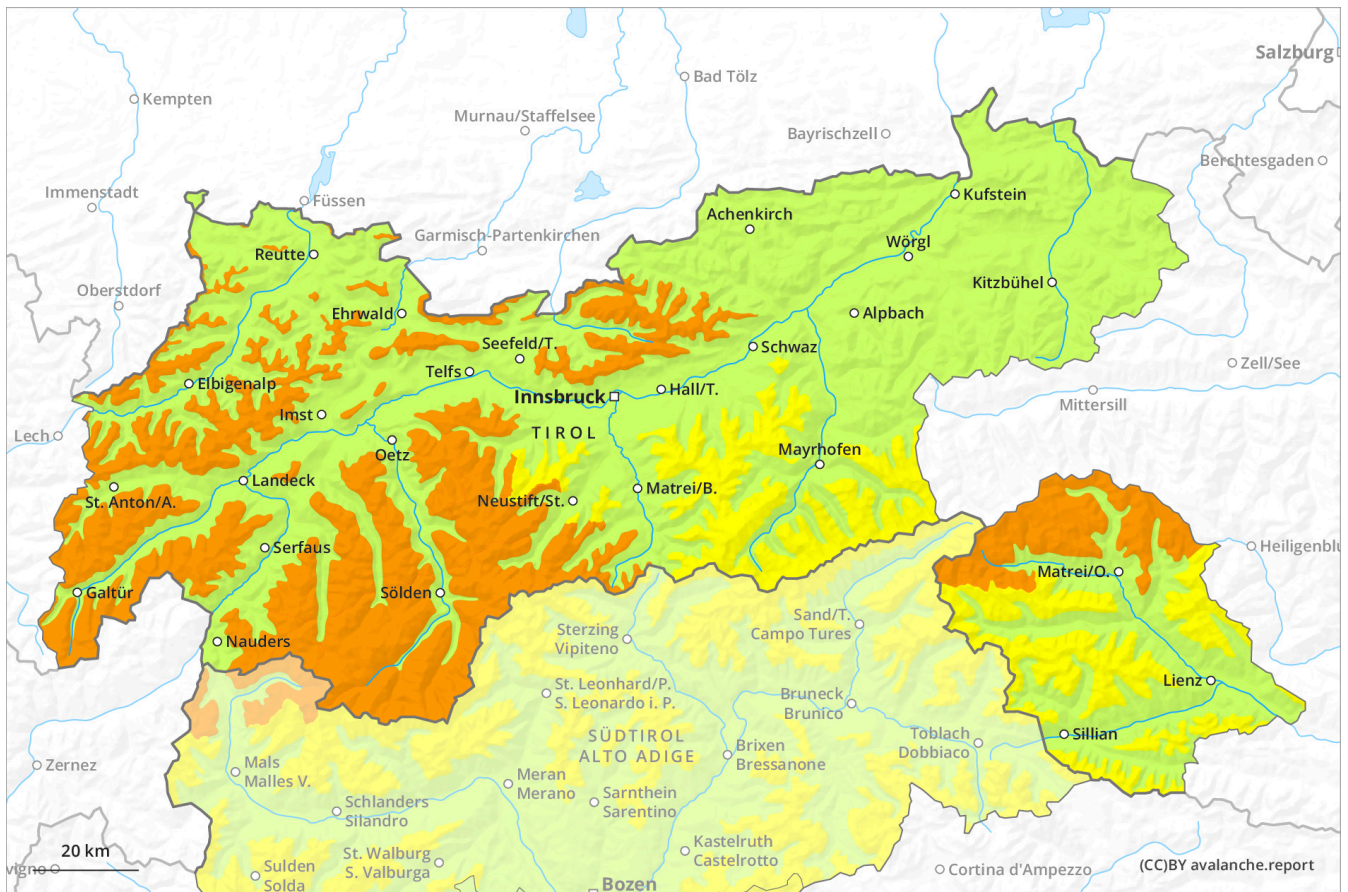 Salzburg
Bad Tölz
Kempten
Murnau/Staffelsee
Bayrischzell
Berchtesgaden
Immenstadt
Füssen
Kufstein
Achenkirch
Garmisch-Partenkirchen
Wörgl
Reutte
Kitzbühel
Oberstdorf
Ehrwald
Alpbach
Seefeld/T.
Schwaz
Zell/See
Telfs
Elbigenalp
Hall/T.
Innsbruck
Mittersill
Imst
TIROL
Lech
Mayrhofen
Oetz
Landeck
Matrei/B.
St. Anton/A.
Neustift/St.
Serfaus
Heiligenblu
Matrei/O.
Galtür
Sölden
Sand/T.
Campo Tures
Sterzing
Vipiteno
Nauders
Lienz
St. Leonhard/P.
S. Leonardo i. P.
Bruneck
Brunico
Sillian
SÜDTIROL
ALTO ADIGE
Toblach
Dobbiaco
Brixen
Bressanone
Zernez
Mals
Malles V.
Meran
Merano
Sarnthein
Sarentino
Schlanders
Silandro
20 km
Kastelruth
Castelrotto
St. Walburg
S. Valburga
vigno
Sulden
Solda
Cortina d'Ampezzo
(CC)BY avalanche.report
Bozen